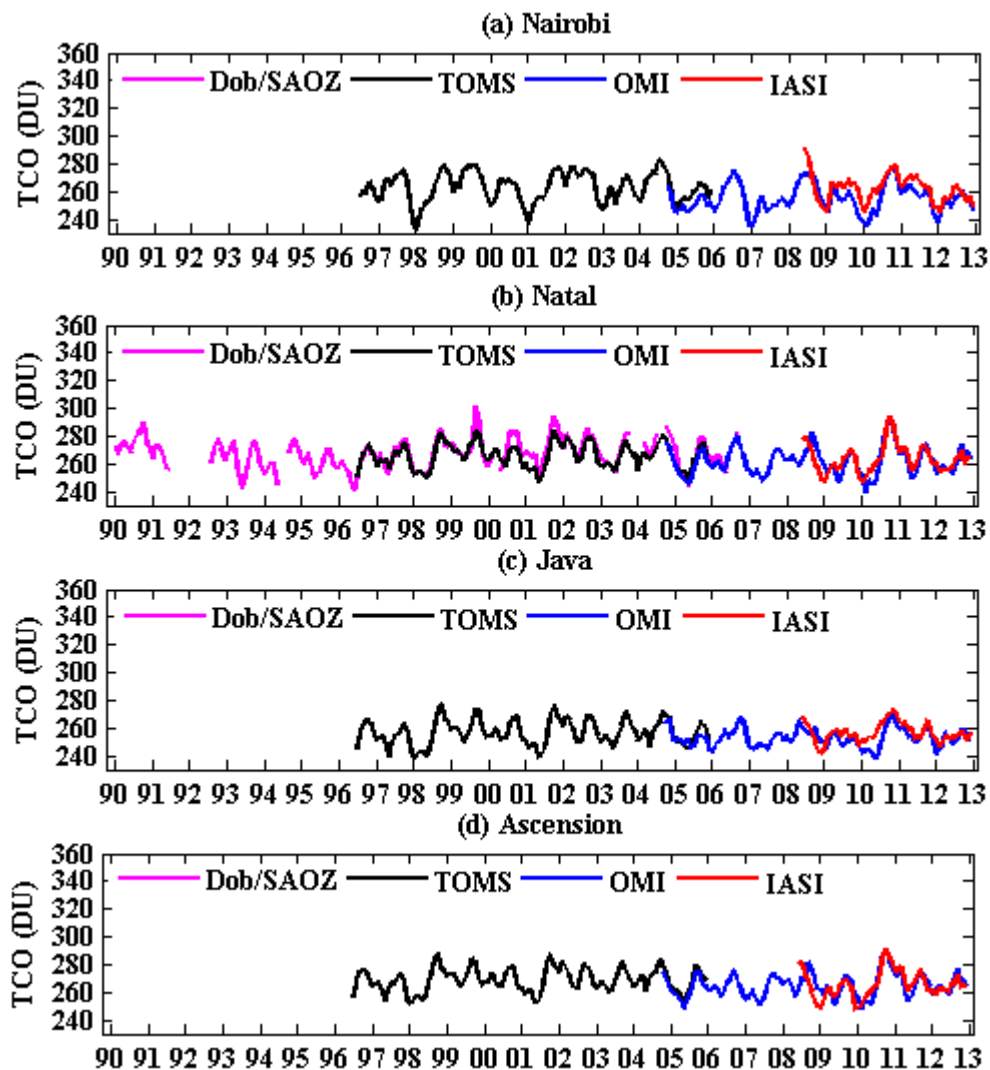 (a) Nairobi
360
340
320
300
280
260
240
TCO (DU)
Dob/SAOZ TOMS OMI IASI
90 91 92 93 94 95 96 97 98 99 00 01 02 03 04 05 06 07 08 09 10 11 12 13
(b) Natal
360
340
320
300
280
260
240
TCO (DU)
Dob/SAOZ TOMS OMI IASI
90 91 92 93 94 95 96 97 98 99 00 01 02 03 04 05 06 07 08 09 10 11 12 13
(c) Java
360
340
320
300
280
260
240
TCO (DU)
Dob/SAOZ TOMS OMI IASI
90 91 92 93 94 95 96 97 98 99 00 01 02 03 04 05 06 07 08 09 10 11 12 13
(d) Ascension
360
340
320
300
280
260
240
TCO (DU)
Dob/SAOZ TOMS OMI IASI
90 91 92 93 94 95 96 97 98 99 00 01 02 03 04 05 06 07 08 09 10 11 12 13